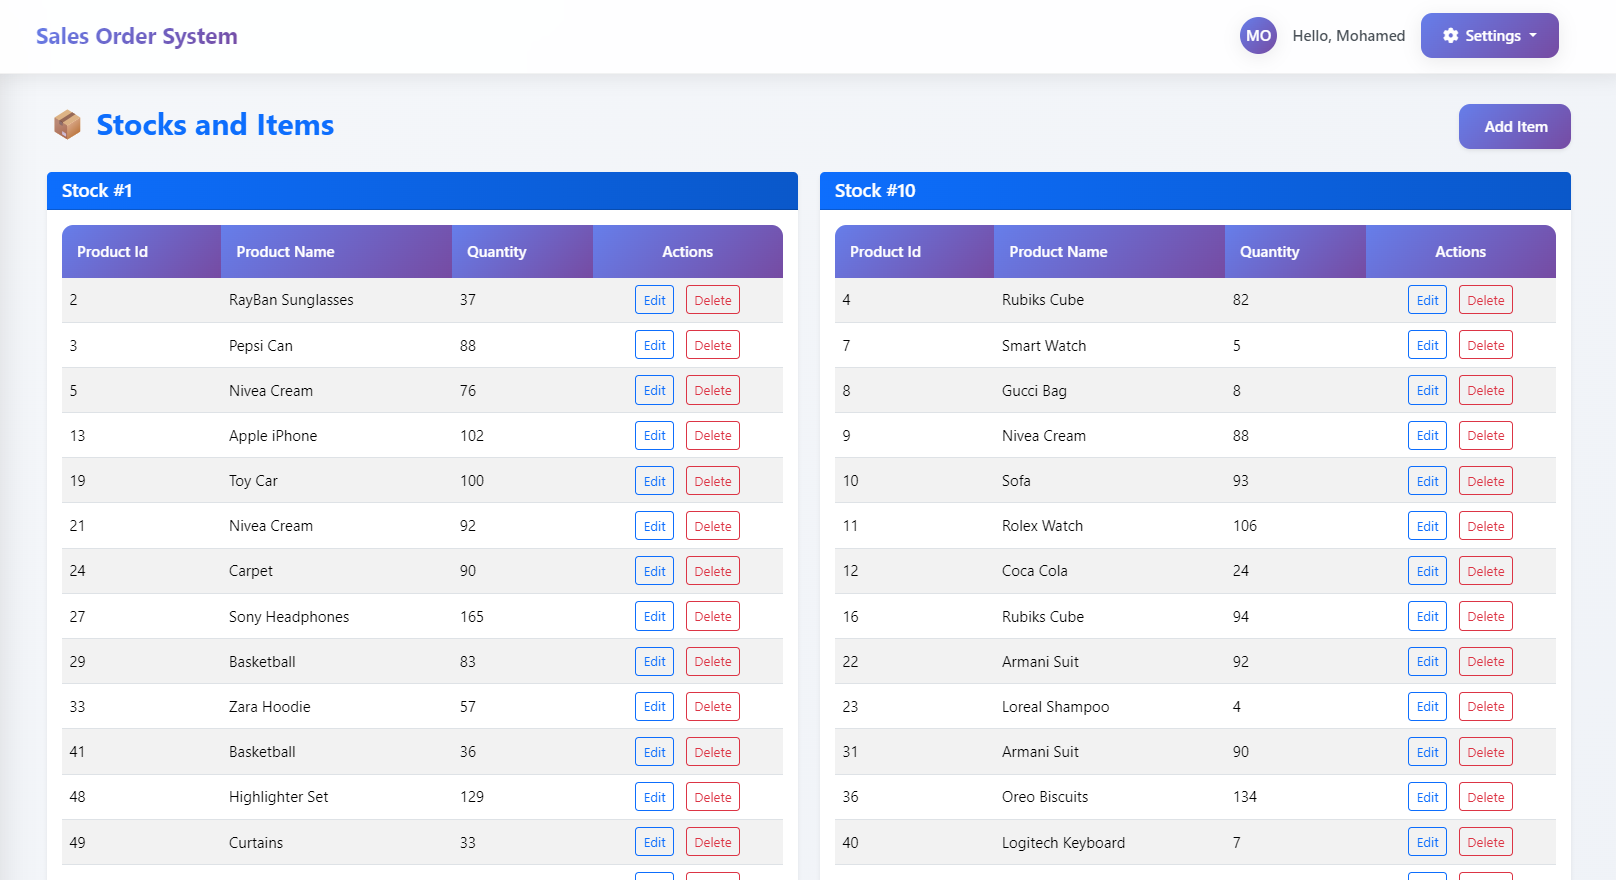 Sales Order System
MO Hello, Mohamed Settings
Stocks and Items
Add Item
Stock #1
Product Id Product Name Quantity Actions
2 RayBan Sunglasses 37 Edit Delete
3 Pepsi Can 88 Edit Delete
5 Nivea Cream 76 Edit Delete
13 Apple iPhone 102 Edit Delete
19 Toy Car 100 Edit Delete
21 Nivea Cream 92 Edit Delete
24 Carpet 90 Edit Delete
27 Sony Headphones 165 Edit Delete
29 Basketball 83 Edit Delete
33 Zara Hoodie 57 Edit Delete
41 Basketball 36 Edit Delete
48 Highlighter Set 129 Edit Delete
49 Curtains 33 Edit Delete
Stock #10
Product Id Product Name Quantity Actions
4 Rubiks Cube 82 Edit Delete
7 Smart Watch 5 Edit Delete
8 Gucci Bag 8 Edit Delete
9 Nivea Cream 88 Edit Delete
10 Sofa 93 Edit Delete
11 Rolex Watch 106 Edit Delete
12 Coca Cola 24 Edit Delete
16 Rubiks Cube 94 Edit Delete
22 Armani Suit 92 Edit Delete
23 Loreal Shampoo 4 Edit Delete
31 Armani Suit 90 Edit Delete
36 Oreo Biscuits 134 Edit Delete
40 Logitech Keyboard 7 Edit Delete